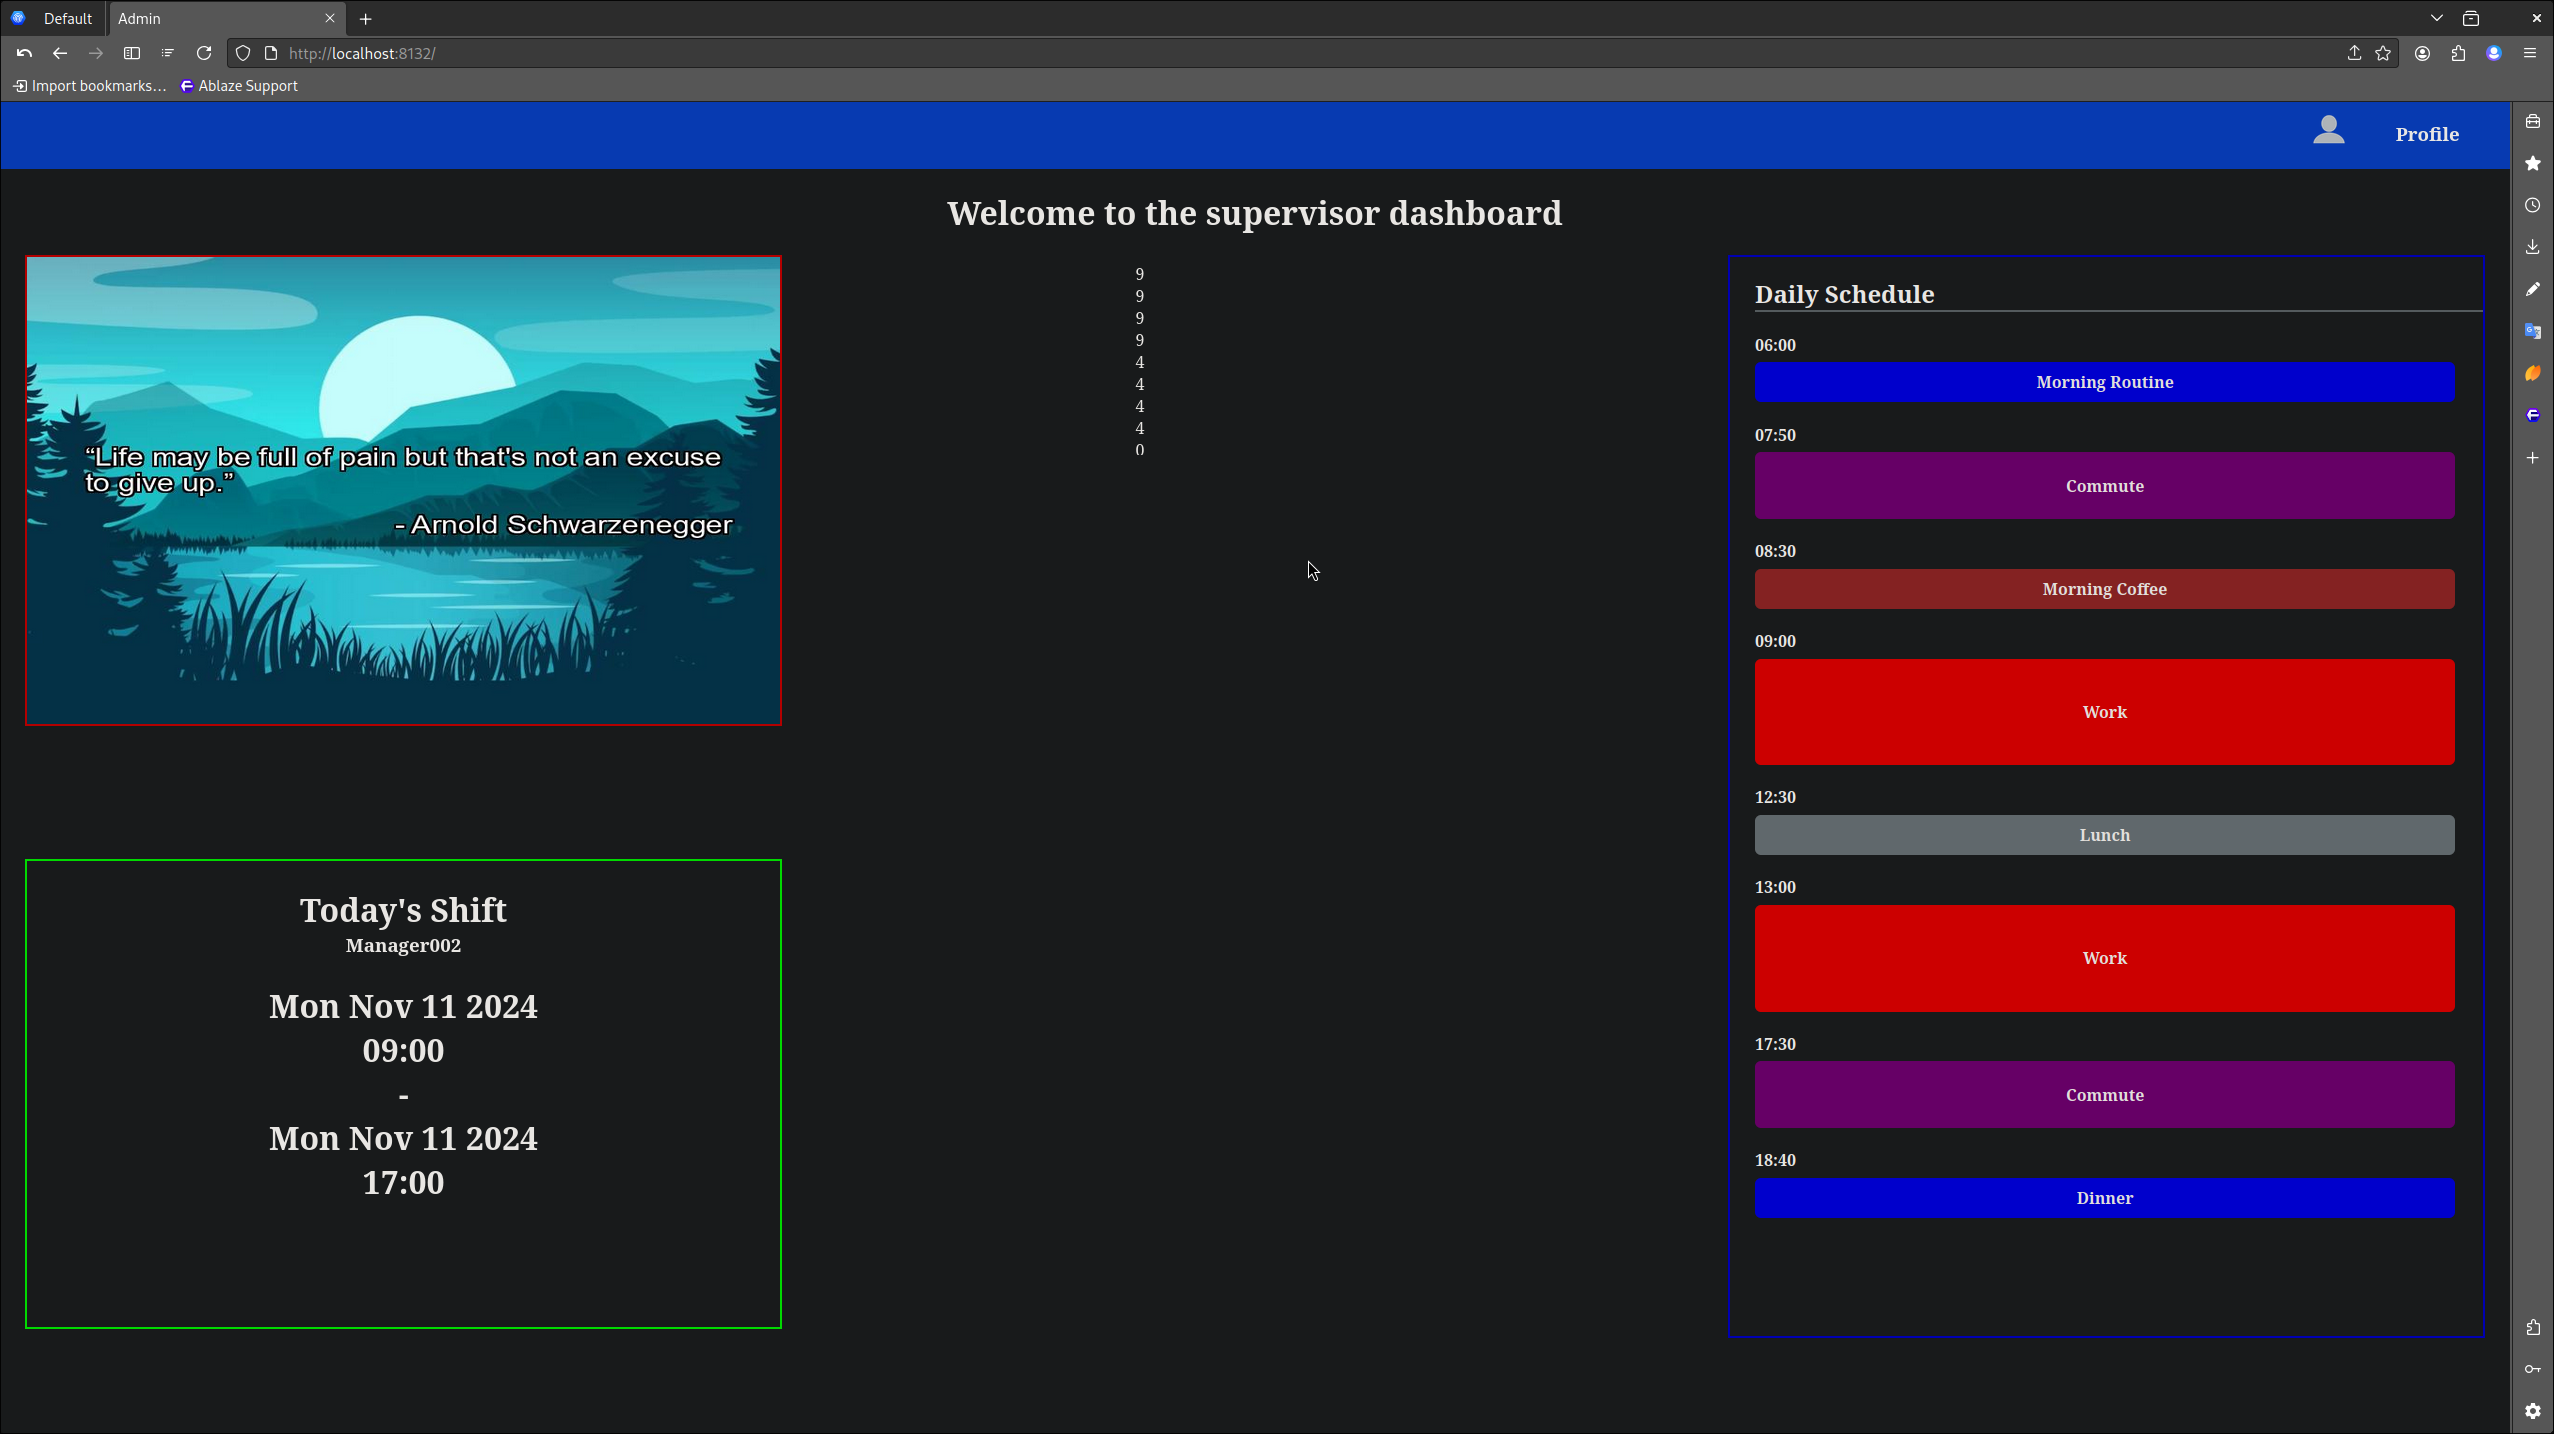 Default
Admin
http://localhost:8132/
Import bookmarks...
Ablaze Support
Profile
Welcome to the supervisor dashboard
“Life may be full of pain but that's not an excuse
to give up.”
- Arnold Schwarzenegger
Today's Shift
Manager002
Mon Nov 11 2024
09:00
-
Mon Nov 11 2024
17:00
9
9
9
9
4
4
4
4
0
Daily Schedule
06:00
Morning Routine
07:50
Commute
08:30
Morning Coffee
09:00
Work
12:30
Lunch
13:00
Work
17:30
Commute
18:40
Dinner